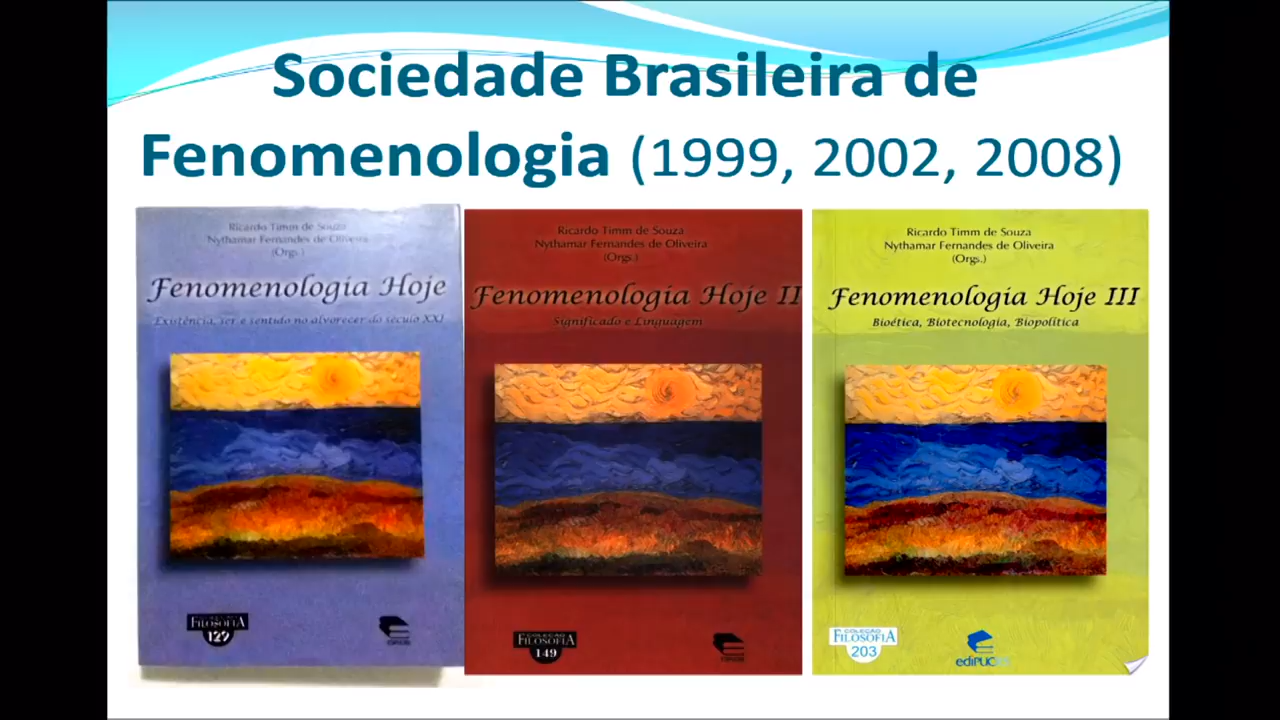 Sociedade Brasileira de
Fenomenologia (1999, 2002, 2008)
Ricardo Timm de Souza
Nythamar Fernandes de Oliveira
(Orgs.)
Fenomenologia Hoje
Existência, ser e sentido no alvorecer do século XXI
COLEÇÃO
FILOSOFIA
129
Ricardo Timm de Souza
Nythamar Fernandes de Oliveira
(Orgs.)
Fenomenologia Hoje II
Significado e Linguagem
COLEÇÃO
FILOSOFIA
149
Ricardo Timm de Souza
Nythamar Fernandes de Oliveira
(Orgs.)
Fenomenologia Hoje III
Bioética, Biotecnologia, Biopolítica
COLEÇÃO
FILOSOFIA
203
ediPUC